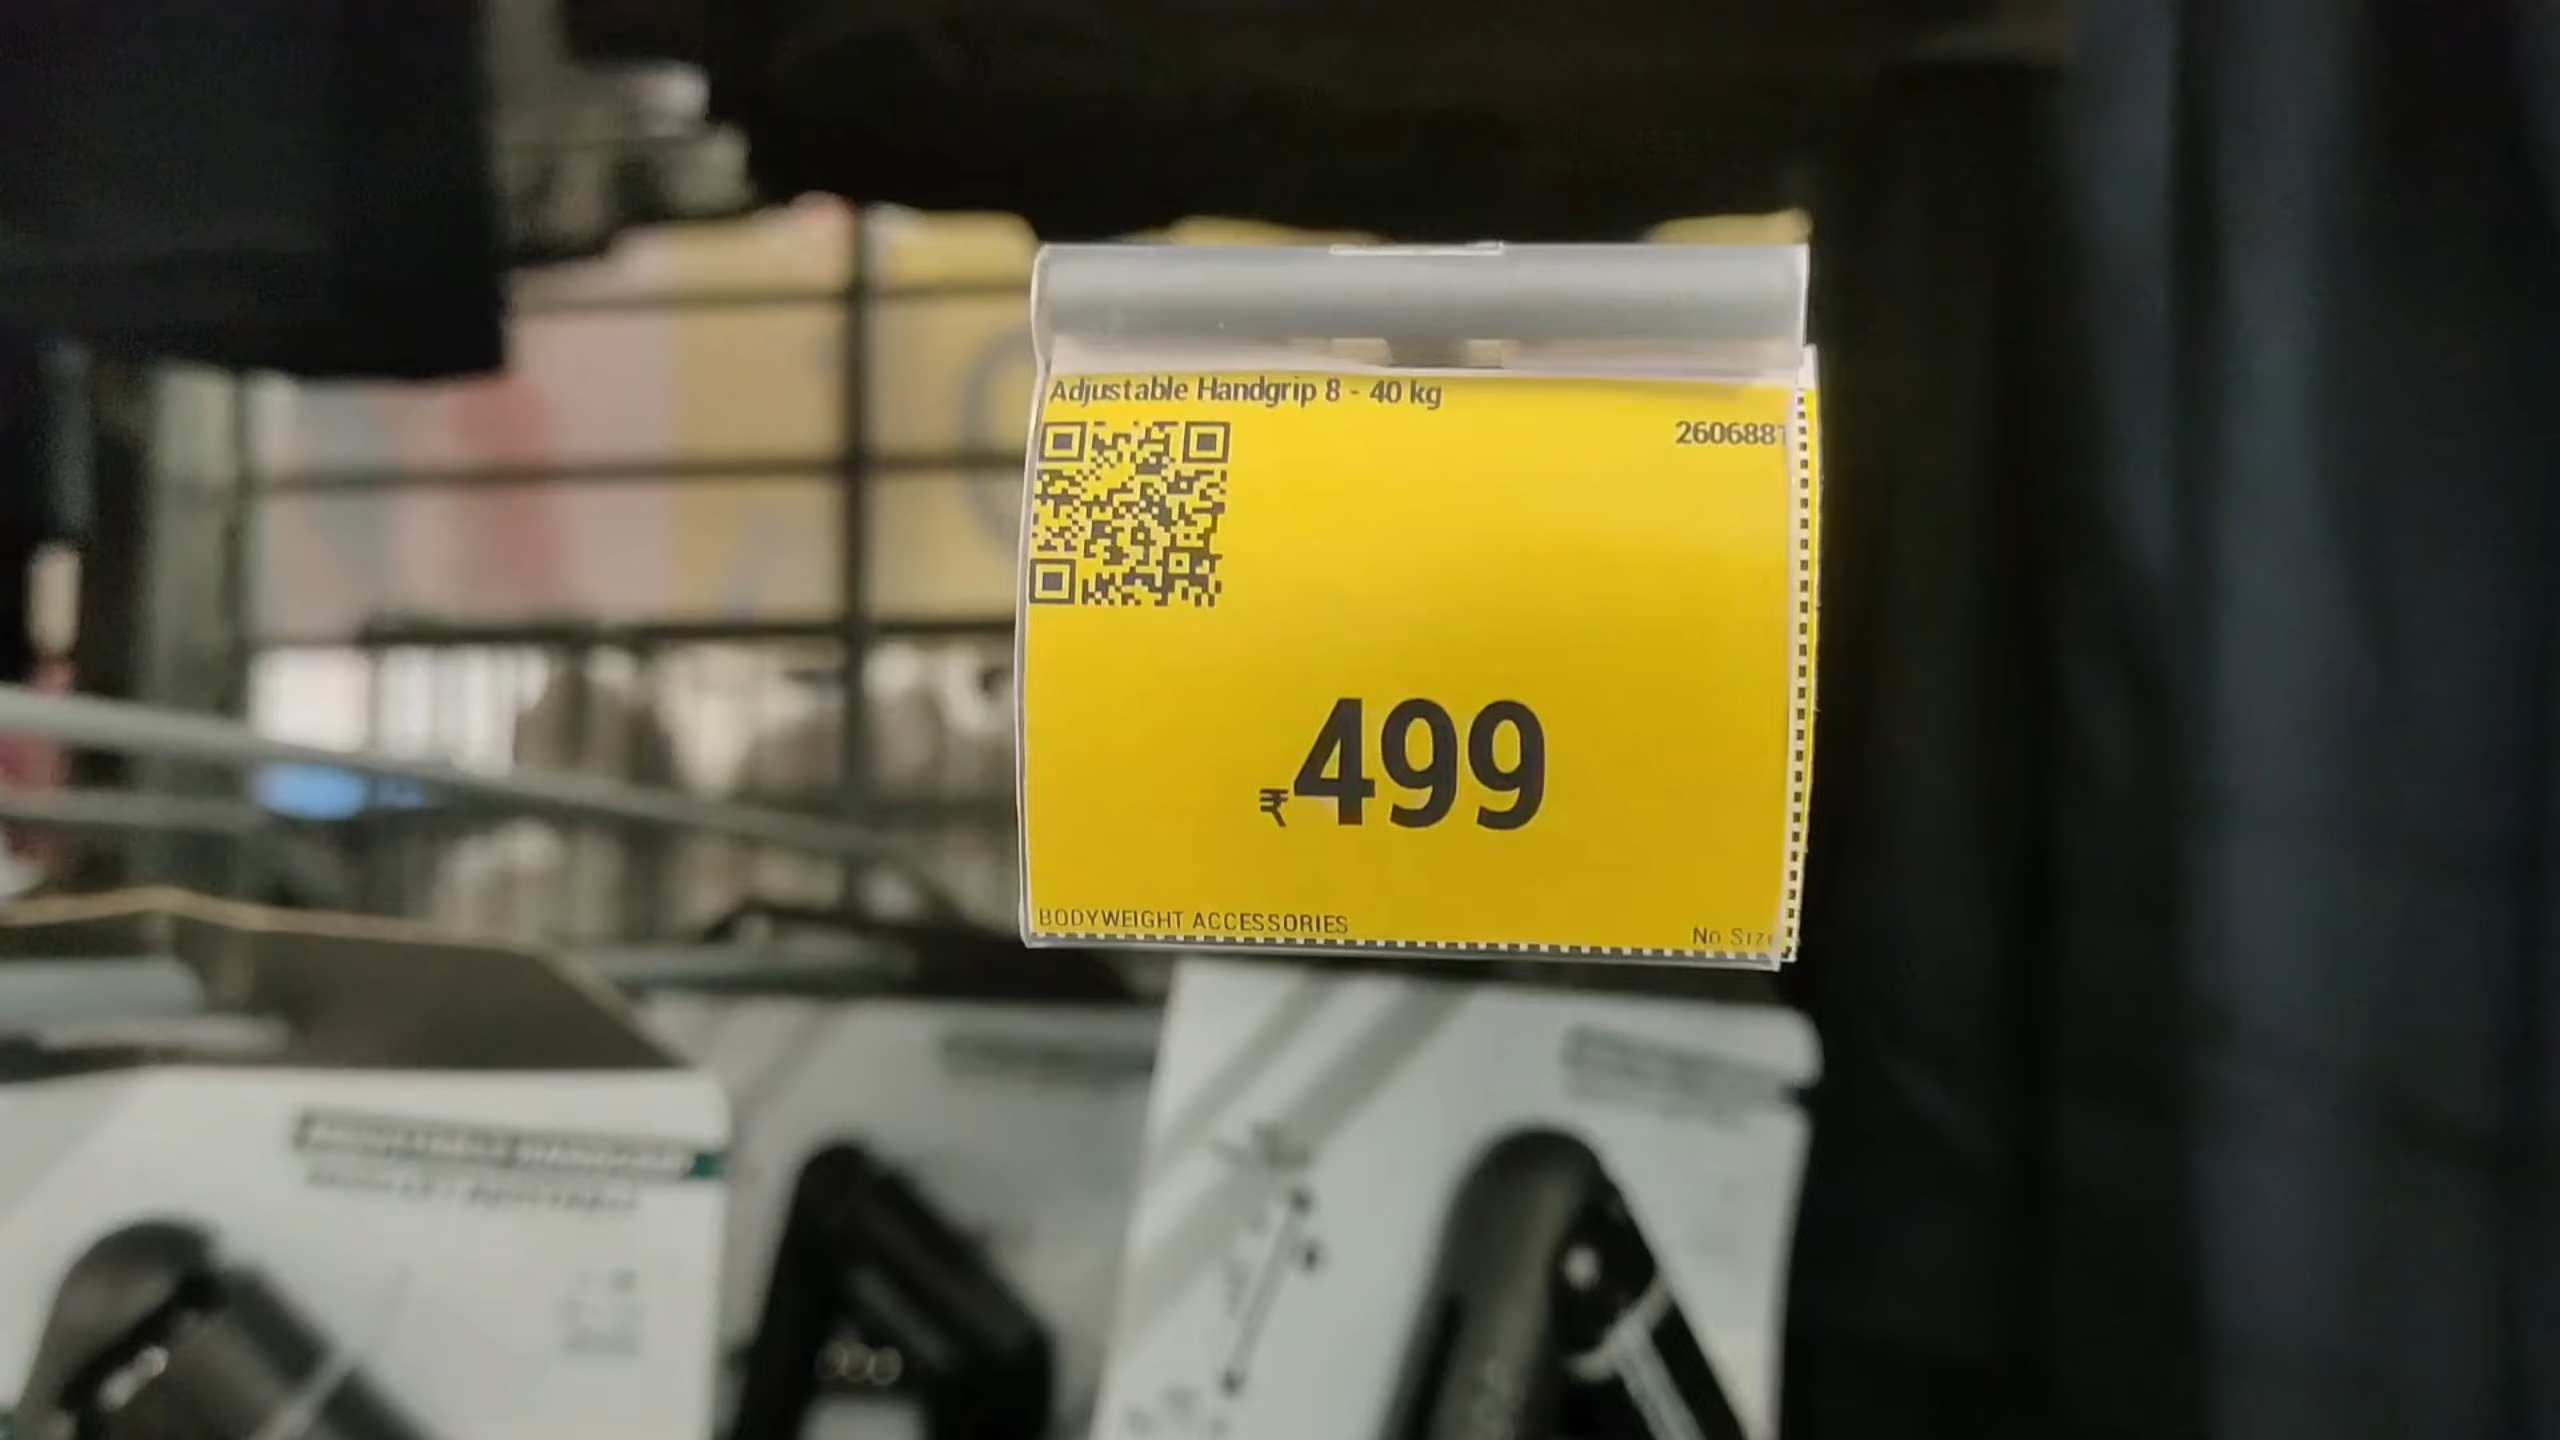 Adjustable Handgrip 8 - 40 kg
2606881
₹499
BODYWEIGHT ACCESSORIES
No Size